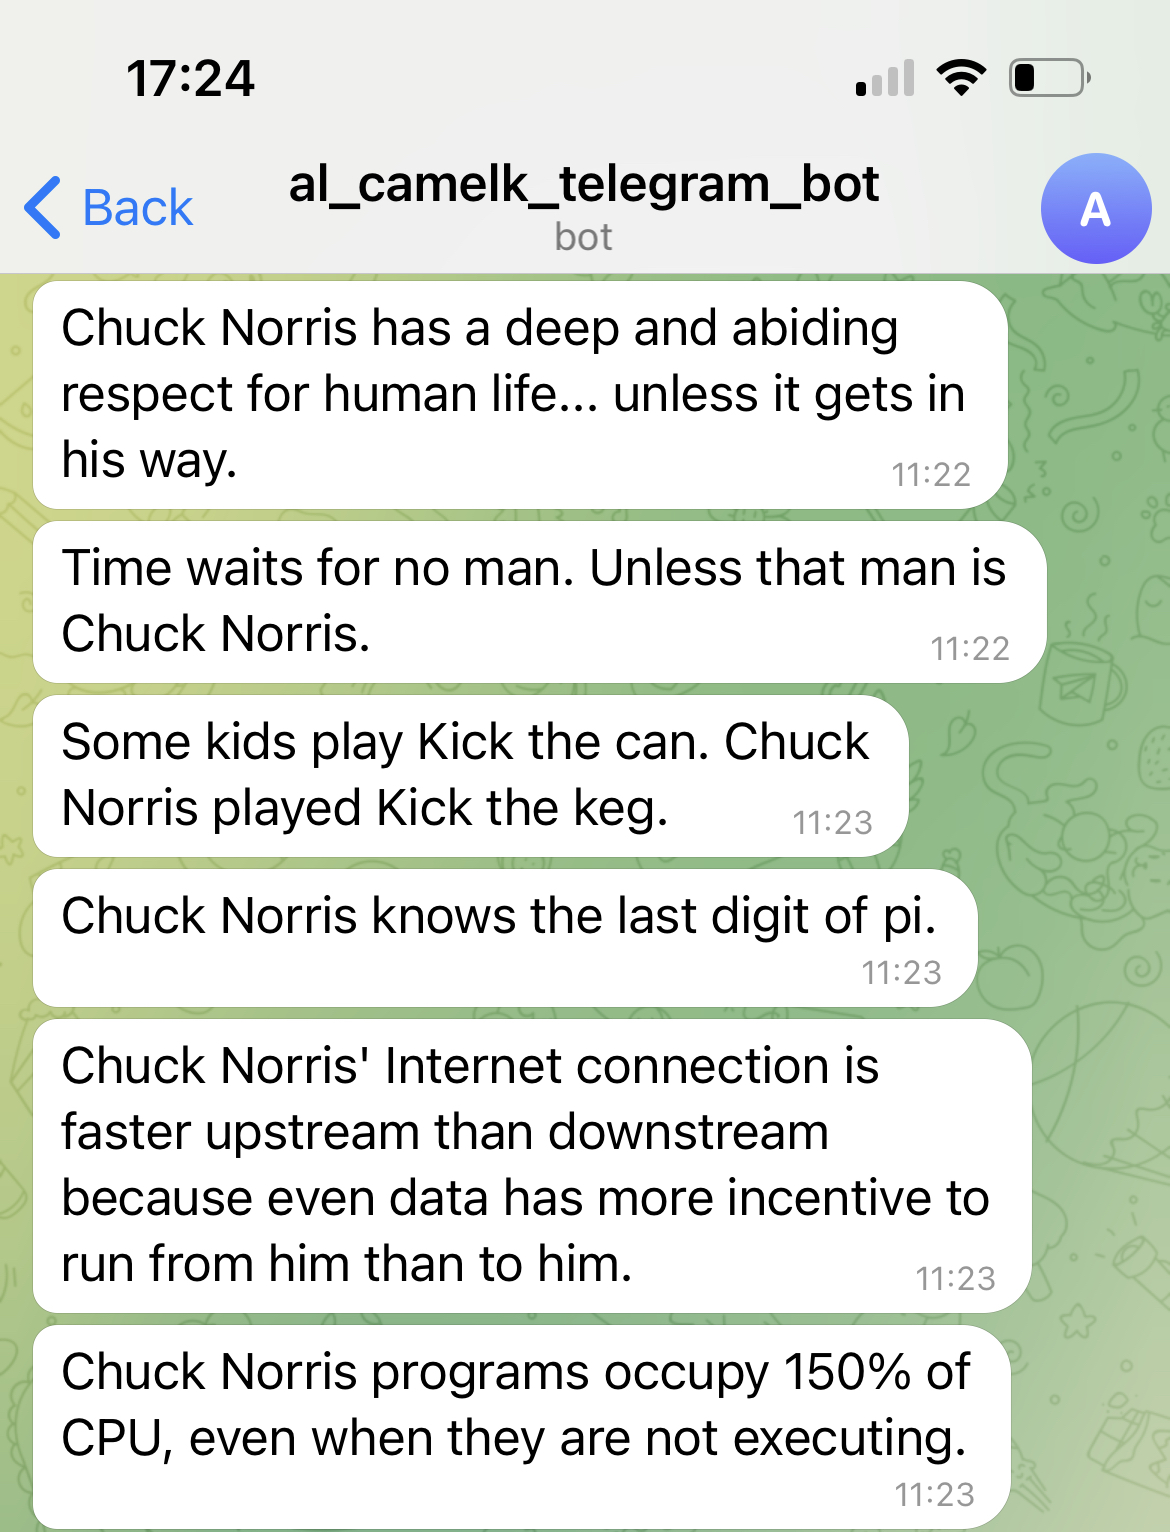 17:24
Back
al_camelk_telegram_bot
bot
A
Chuck Norris has a deep and abiding
respect for human life... unless it gets in
his way.
11:22
Time waits for no man. Unless that man is
Chuck Norris.
11:22
Some kids play Kick the can. Chuck
Norris played Kick the keg.
11:23
Chuck Norris knows the last digit of pi.
11:23
Chuck Norris' Internet connection is
faster upstream than downstream
because even data has more incentive to
run from him than to him.
11:23
Chuck Norris programs occupy 150% of
CPU, even when they are not executing.
11:23